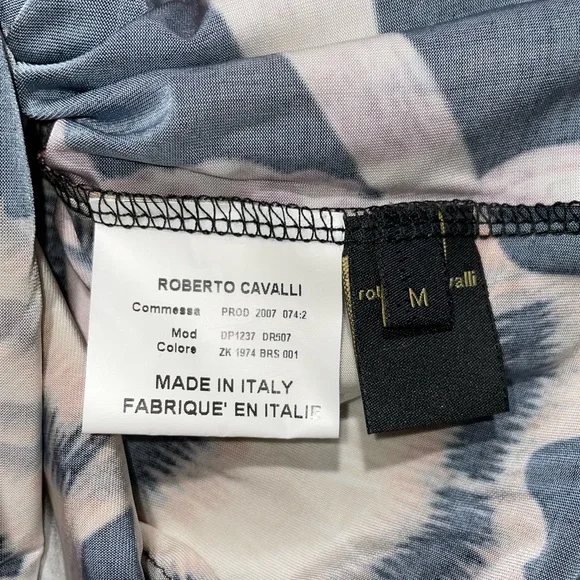 ROBERTO CAVALLI
Commessa PROD 2007 074:2
Mod DP1237 DR507
Colore ZK 1974 BRS 001
MADE IN ITALY
FABRIQUE' EN ITALIE
M